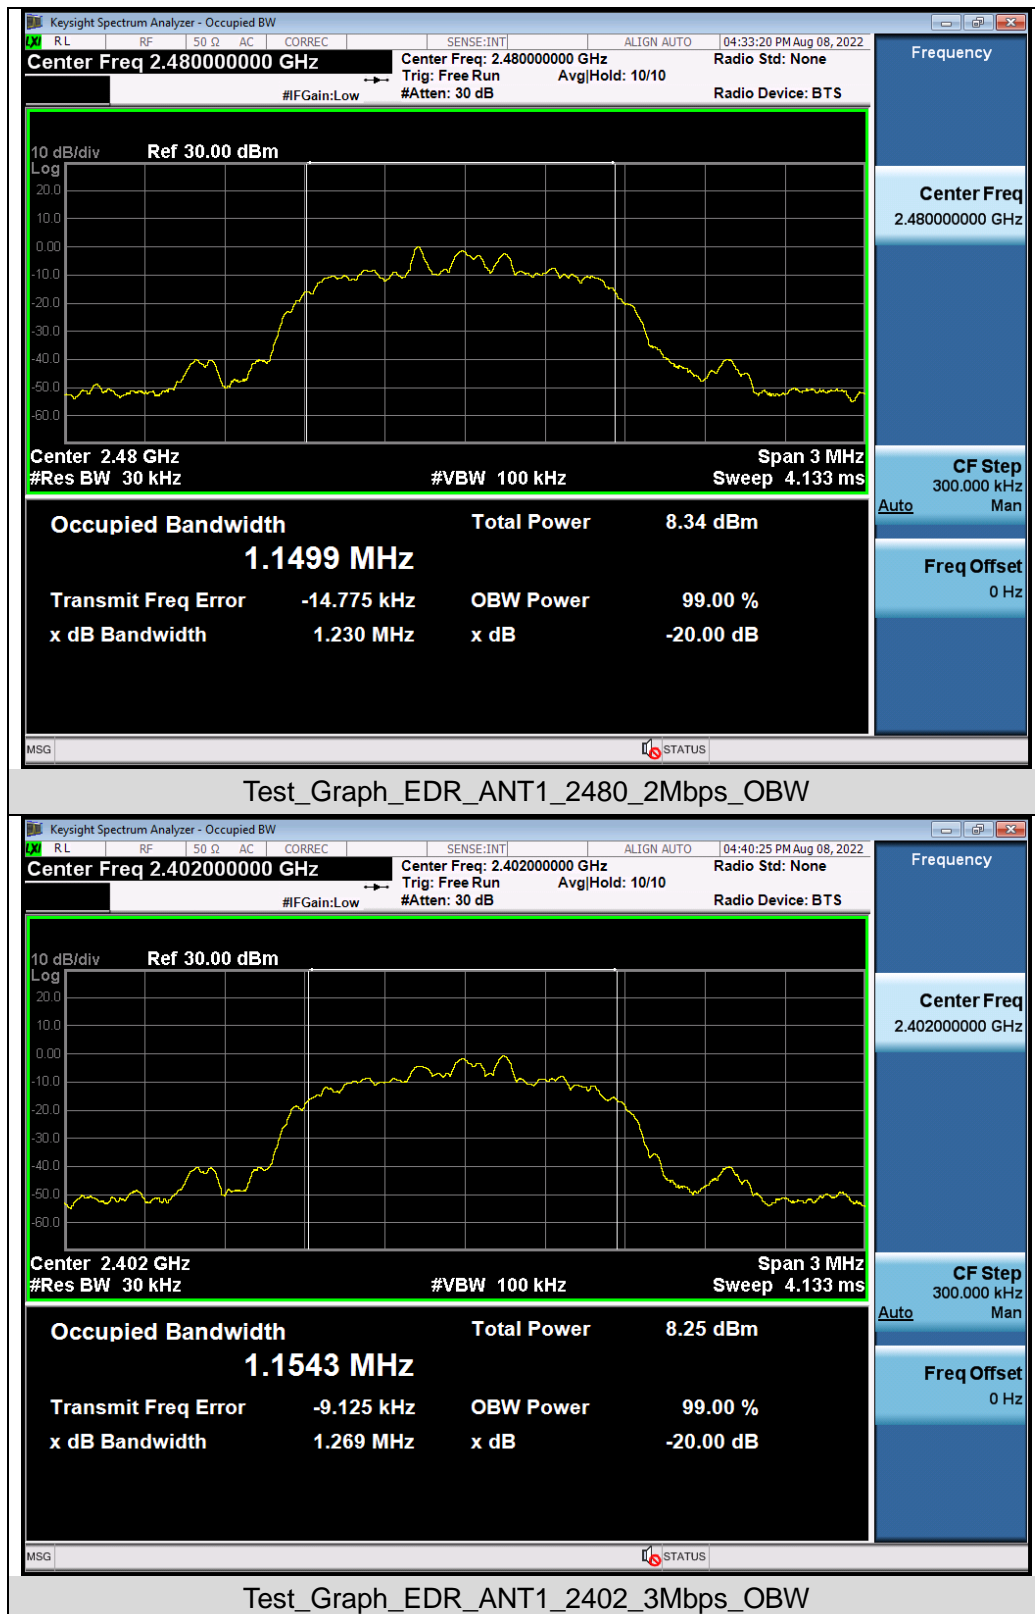 Keysight Spectrum Analyzer - Occupied BW
LXI RL RF 50 Ω AC CORREC SENSE:INT ALIGN AUTO 04:33:20 PM Aug 08, 2022
Center Freq 2.480000000 GHz
Center Freq: 2.480000000 GHz
Radio Std: None
Trig: Free Run
Avg|Hold: 10/10
#IFGain:Low
#Atten: 30 dB
Radio Device: BTS
Frequency
10 dB/div
Ref 30.00 dBm
Log
20.0
10.0
0.00
-10.0
-20.0
-30.0
-40.0
-50.0
-60.0
Center 2.48 GHz
Span 3 MHz
#Res BW 30 kHz
#VBW 100 kHz
Sweep 4.133 ms
Center Freq
2.480000000 GHz
CF Step
300.000 kHz
Auto Man
Freq Offset
0 Hz
Occupied Bandwidth
Total Power 8.34 dBm
1.1499 MHz
Transmit Freq Error -14.775 kHz
OBW Power 99.00 %
x dB Bandwidth 1.230 MHz
x dB -20.00 dB
MSG
STATUS
Test_Graph_EDR_ANT1_2480_2Mbps_OBW
Keysight Spectrum Analyzer - Occupied BW
LXI RL RF 50 Ω AC CORREC SENSE:INT ALIGN AUTO 04:40:25 PM Aug 08, 2022
Center Freq 2.402000000 GHz
Center Freq: 2.402000000 GHz
Radio Std: None
Trig: Free Run
Avg|Hold: 10/10
#IFGain:Low
#Atten: 30 dB
Radio Device: BTS
Frequency
10 dB/div
Ref 30.00 dBm
Log
20.0
10.0
0.00
-10.0
-20.0
-30.0
-40.0
-50.0
-60.0
Center 2.402 GHz
Span 3 MHz
#Res BW 30 kHz
#VBW 100 kHz
Sweep 4.133 ms
Center Freq
2.402000000 GHz
CF Step
300.000 kHz
Auto Man
Freq Offset
0 Hz
Occupied Bandwidth
Total Power 8.25 dBm
1.1543 MHz
Transmit Freq Error -9.125 kHz
OBW Power 99.00 %
x dB Bandwidth 1.269 MHz
x dB -20.00 dB
MSG
STATUS
Test_Graph_EDR_ANT1_2402_3Mbps_OBW